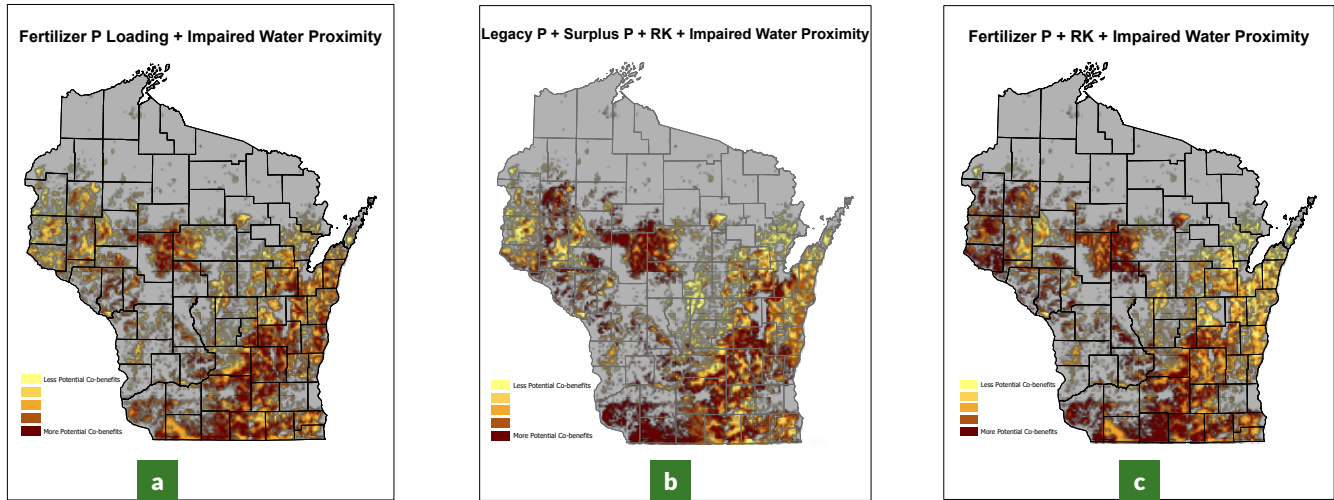 Fertilizer P Loading + Impaired Water Proximity
Less Potential Co-benefits
More Potential Co-benefits
a
Legacy P + Surplus P + RK + Impaired Water Proximity
Less Potential Co-benefits
More Potential Co-benefits
b
Fertilizer P + RK + Impaired Water Proximity
Less Potential Co-benefits
More Potential Co-benefits
c